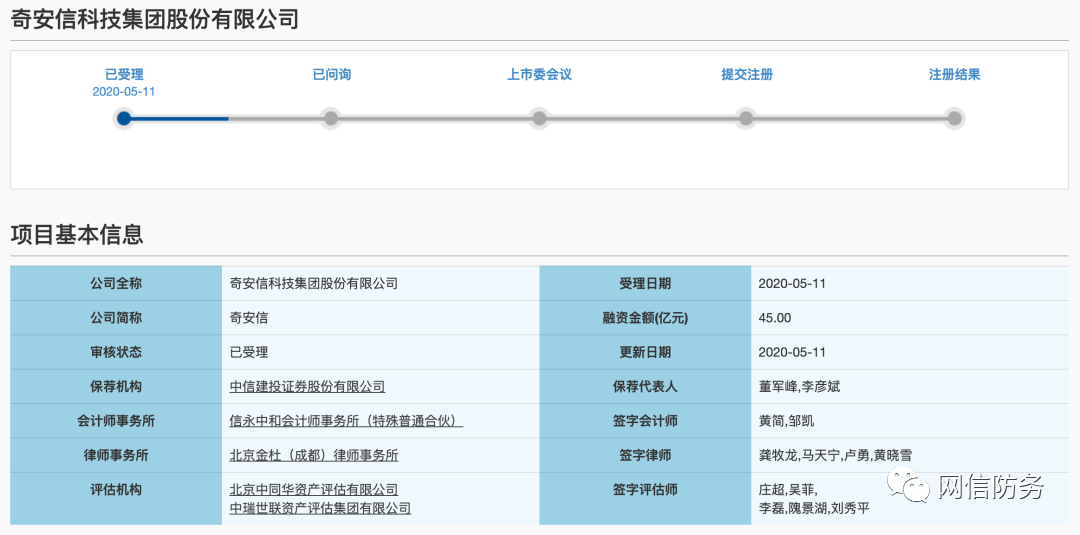 奇安信科技集团股份有限公司
已受理 已问询 上市委会议 提交注册 注册结果
2020-05-11
项目基本信息
公司全称 奇安信科技集团股份有限公司 受理日期 2020-05-11
公司简称 奇安信 融资金额(亿元) 45.00
审核状态 已受理 更新日期 2020-05-11
保荐机构 中信建投证券股份有限公司 保荐代表人 董军峰,李彦斌
会计师事务所 信永中和会计师事务所（特殊普通合伙） 签字会计师 黄简,邹凯
律师事务所 北京金杜（成都）律师事务所 签字律师 龚牧龙,马天宁,卢勇,黄晓雪
评估机构 北京中同华资产评估有限公司 签字评估师 庄超,吴菲,
中瑞世联资产评估集团有限公司 李磊,隗景湖,刘秀平
网信防务